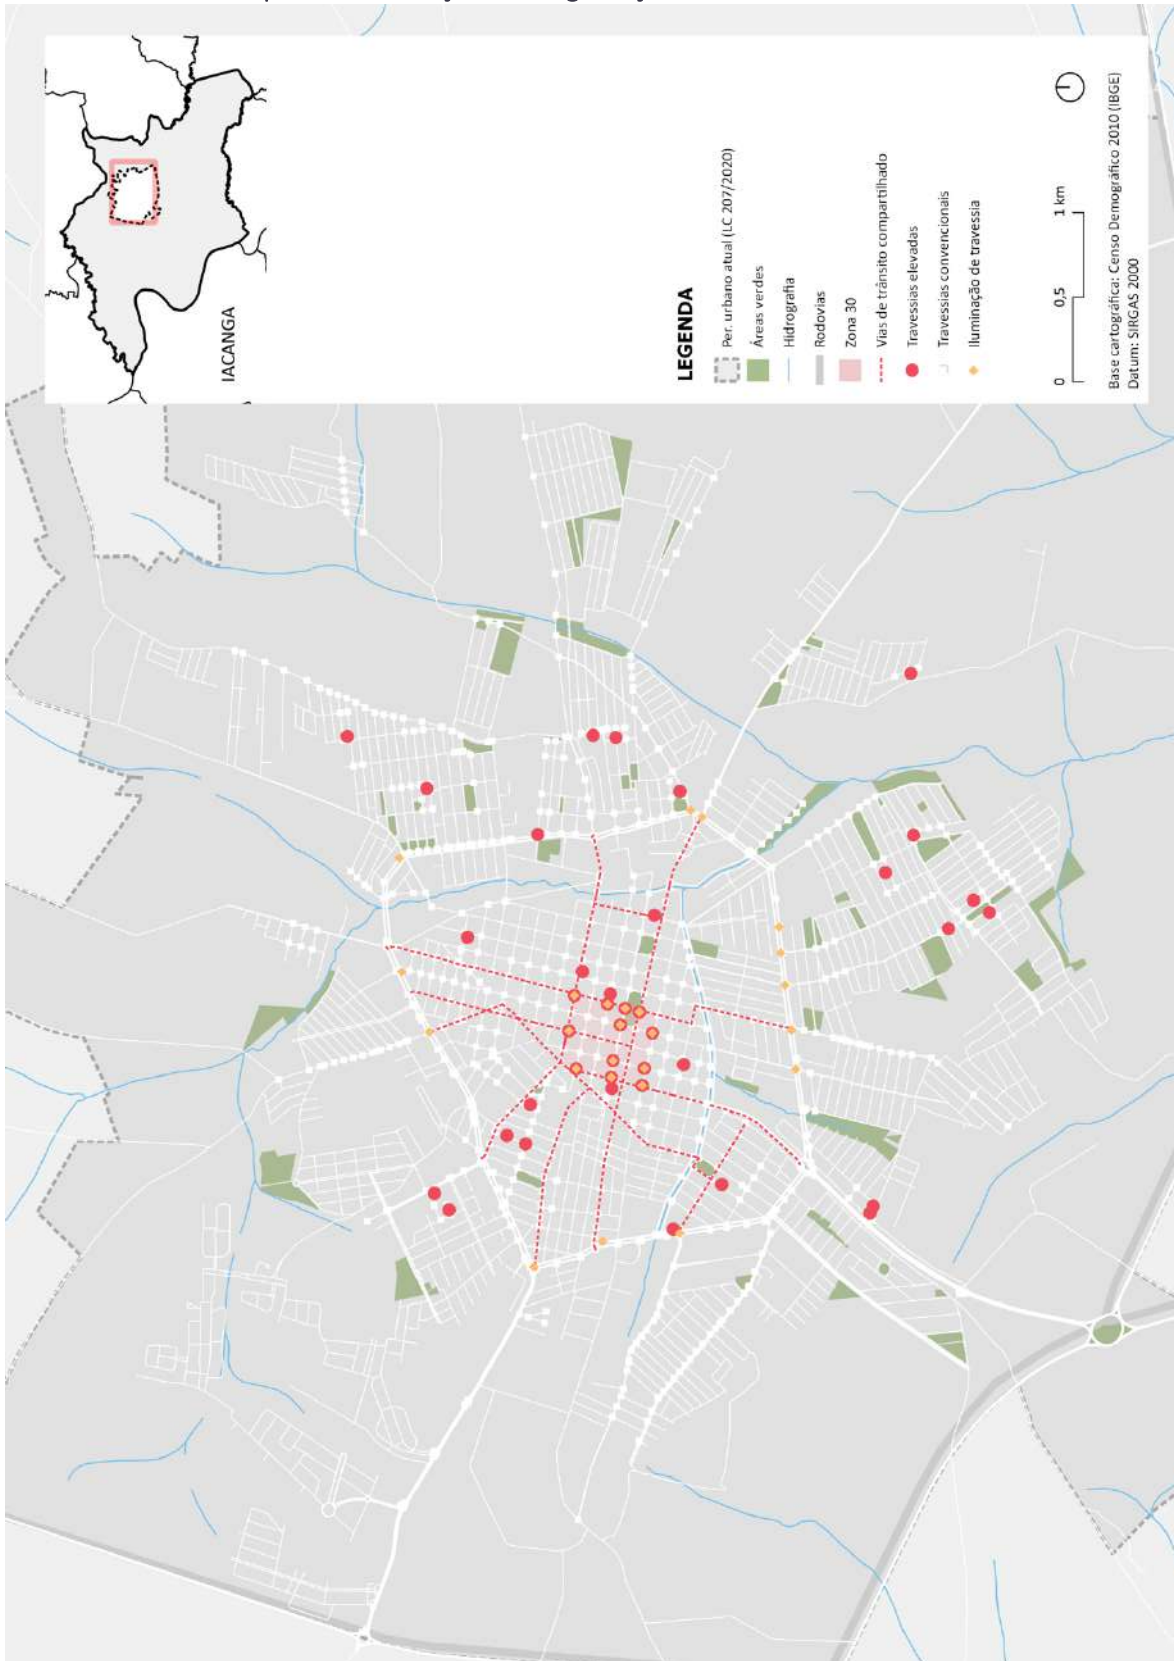 IACANGA
LEGENDA
Per. urbano atual (LC 207/2020)
Áreas verdes
Hidrografia
Rodovias
Zona 30
Vias de trânsito compartilhado
Travessias elevadas
Travessias convencionais
Iluminação de travessia
0 0,5 1 km
Base cartográfica: Censo Demográfico 2010 (IBGE)
Datum: SIRGAS 2000